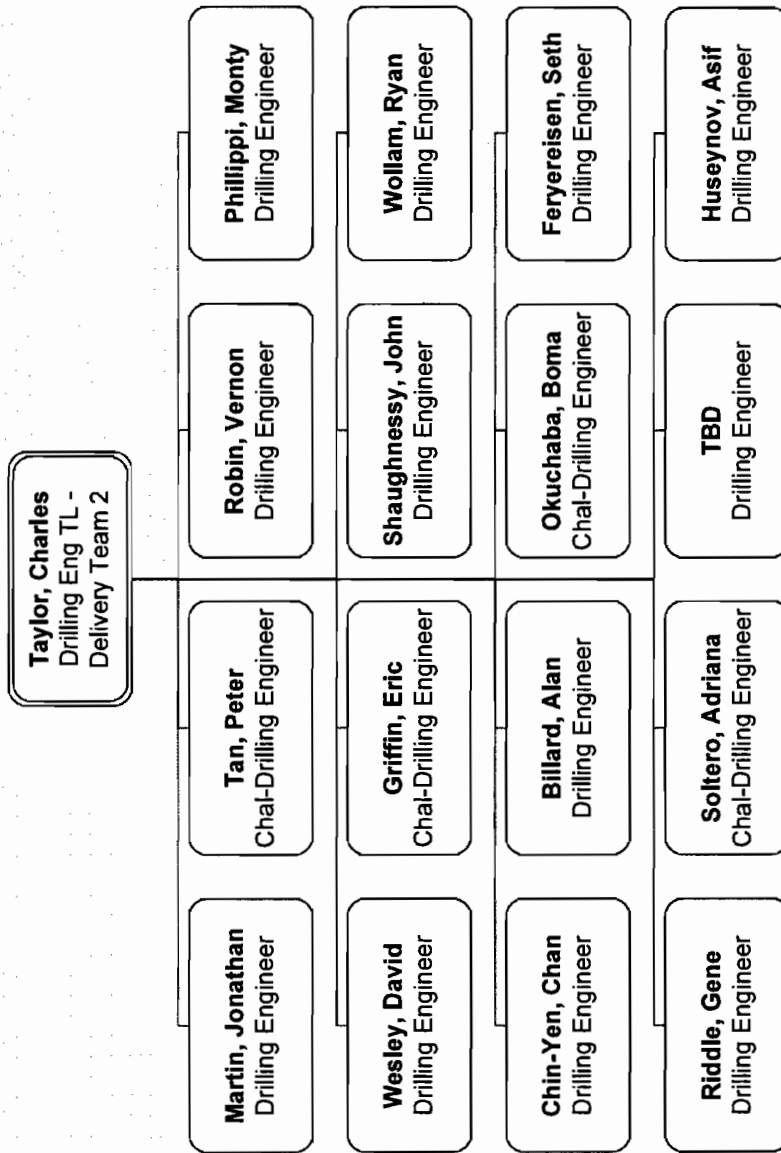 Taylor, Charles
Drilling Eng TL -
Delivery Team 2
Martin, Jonathan
Drilling Engineer
Tan, Peter
Chal-Drilling Engineer
Robin, Vernon
Drilling Engineer
Phillippi, Monty
Drilling Engineer
Wesley, David
Drilling Engineer
Griffin, Eric
Chal-Drilling Engineer
Shaughnessy, John
Drilling Engineer
Wollam, Ryan
Drilling Engineer
Chin-Yen, Chan
Drilling Engineer
Billard, Alan
Drilling Engineer
Okuchaba, Boma
Chal-Drilling Engineer
Feryereisen, Seth
Drilling Engineer
Riddle, Gene
Drilling Engineer
Soltero, Adriana
Chal-Drilling Engineer
TBD
Drilling Engineer
Huseynov, Asif
Drilling Engineer